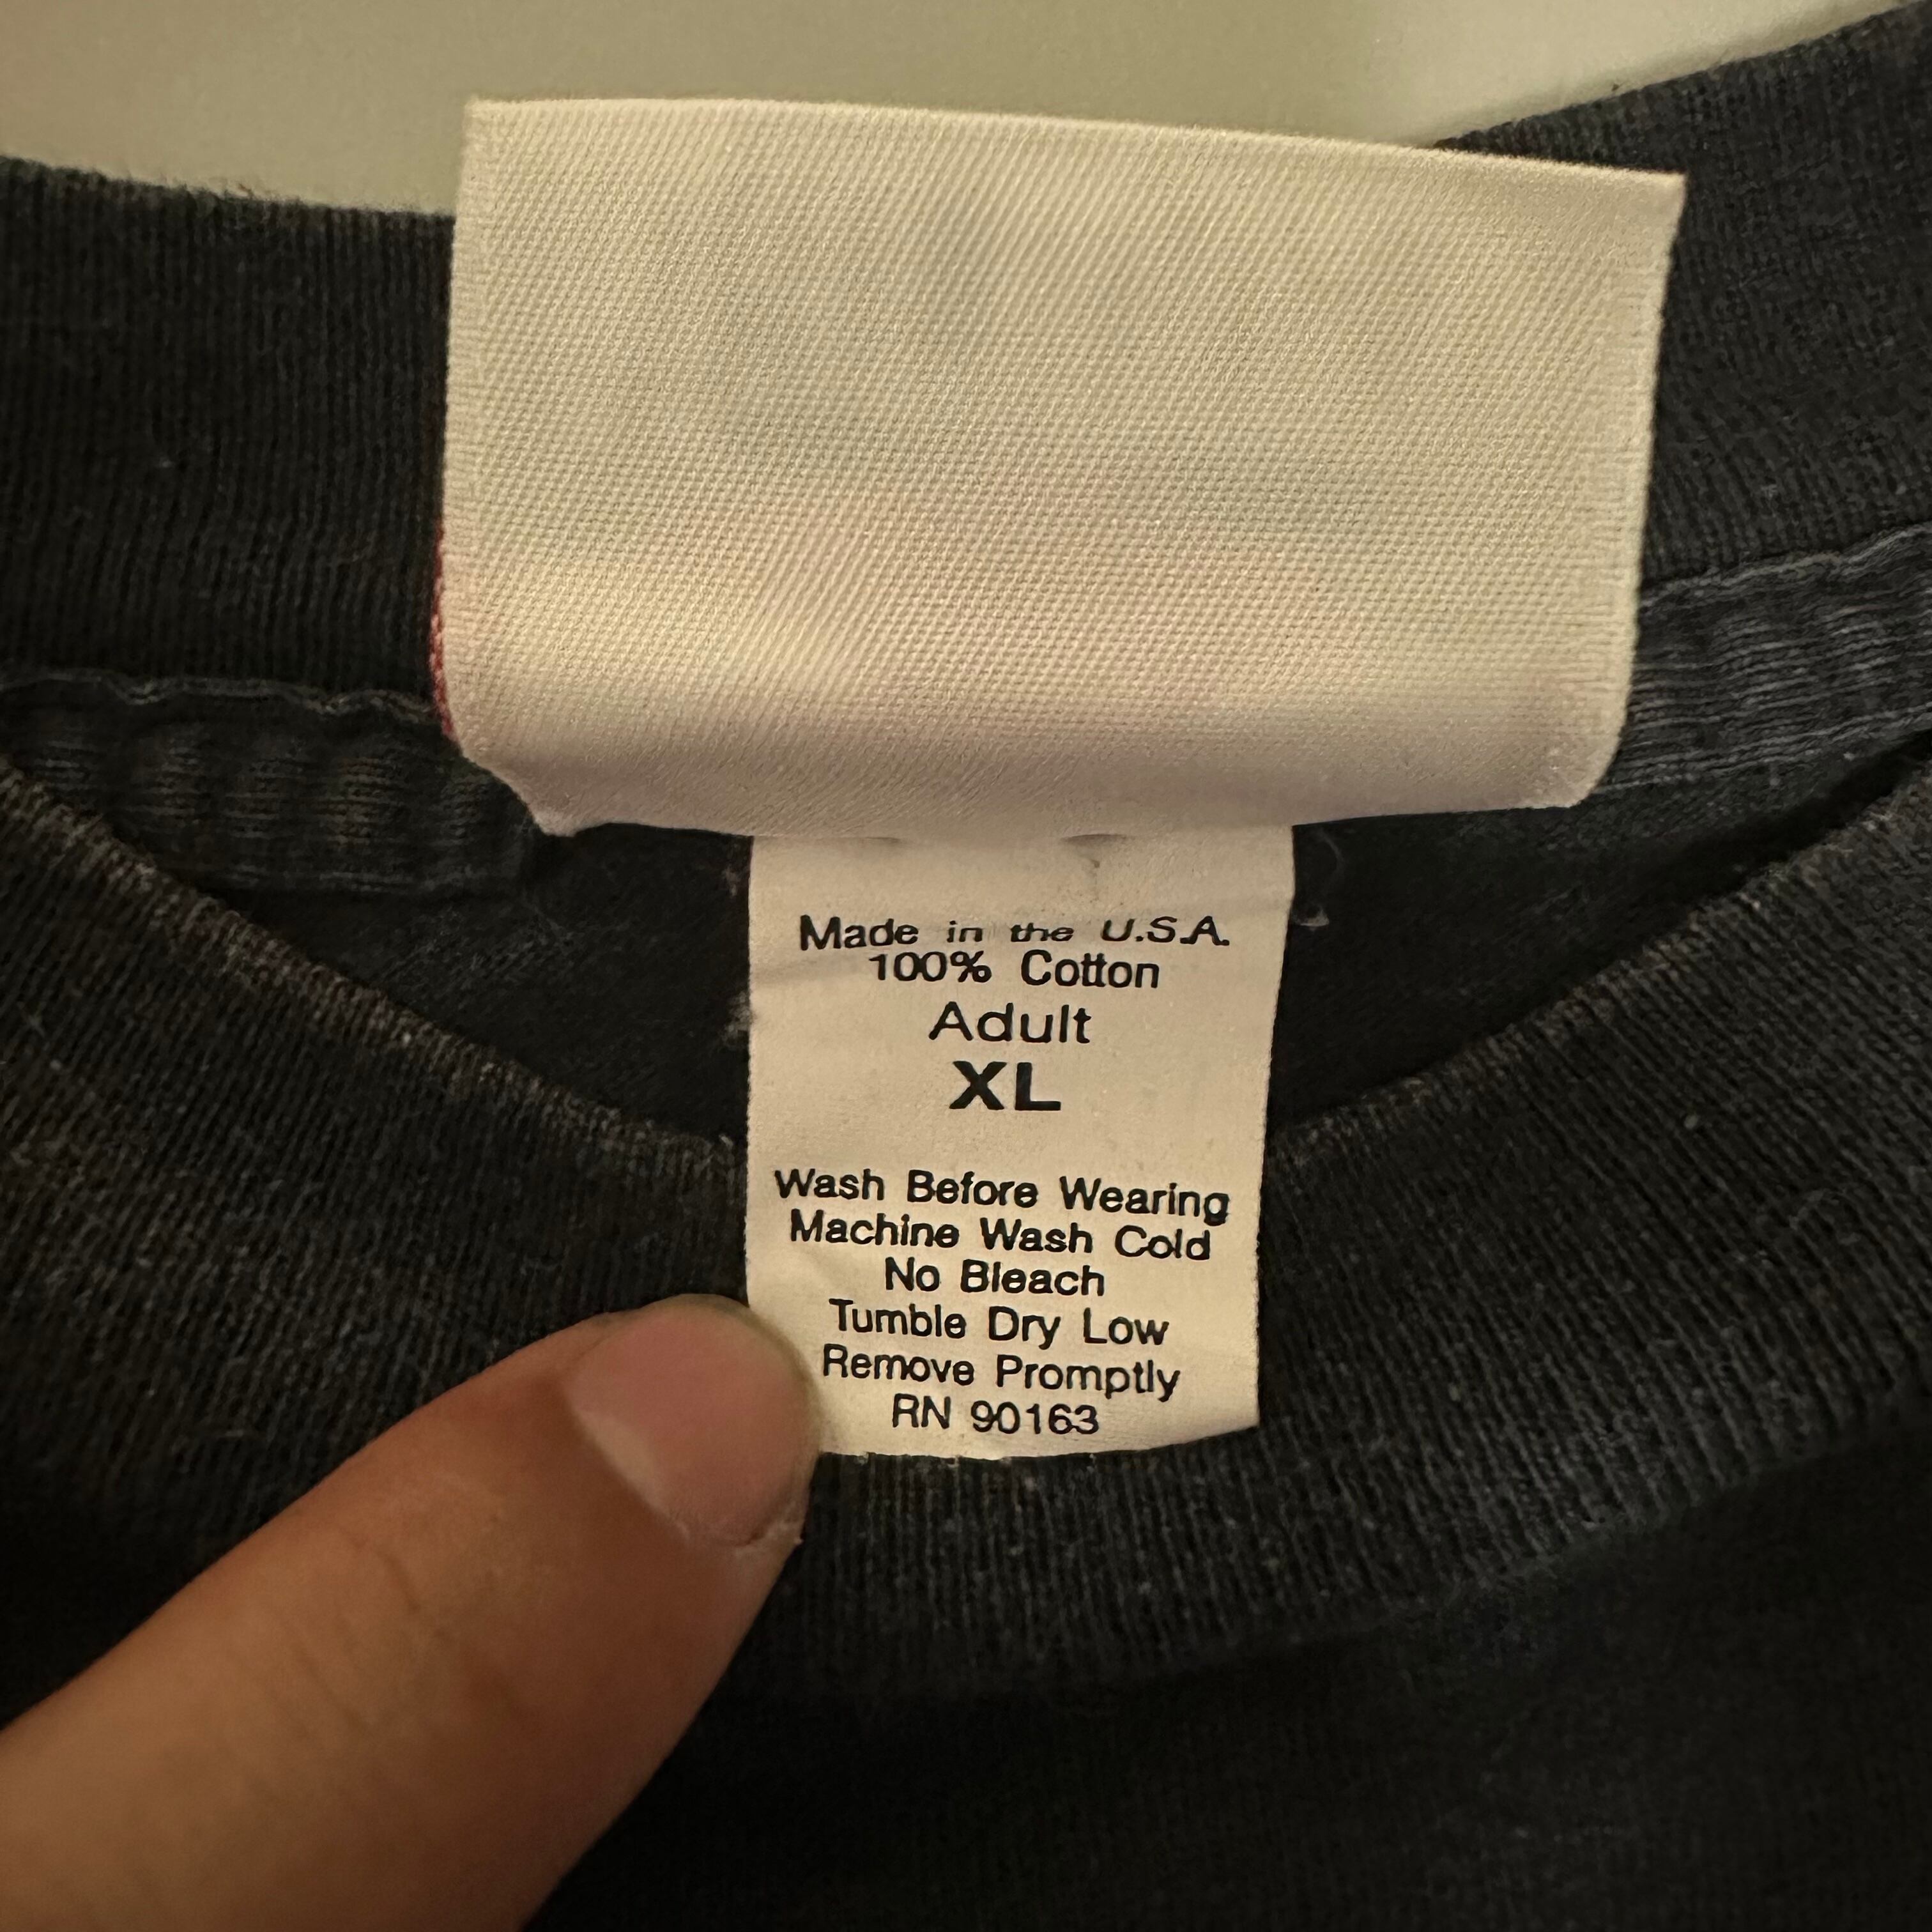 Made in the U.S.A.
100% Cotton
Adult
XL
Wash Before Wearing
Machine Wash Cold
No Bleach
Tumble Dry Low
Remove Promptly
RN 90163